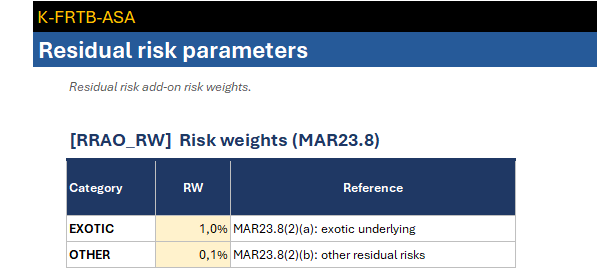 K-FRTB-ASA
Residual risk parameters
Residual risk add-on risk weights.
[RRAO_RW] Risk weights (MAR23.8)
Category RW Reference
EXOTIC 1,0% MAR23.8(2)(a): exotic underlying
OTHER 0,1% MAR23.8(2)(b): other residual risks